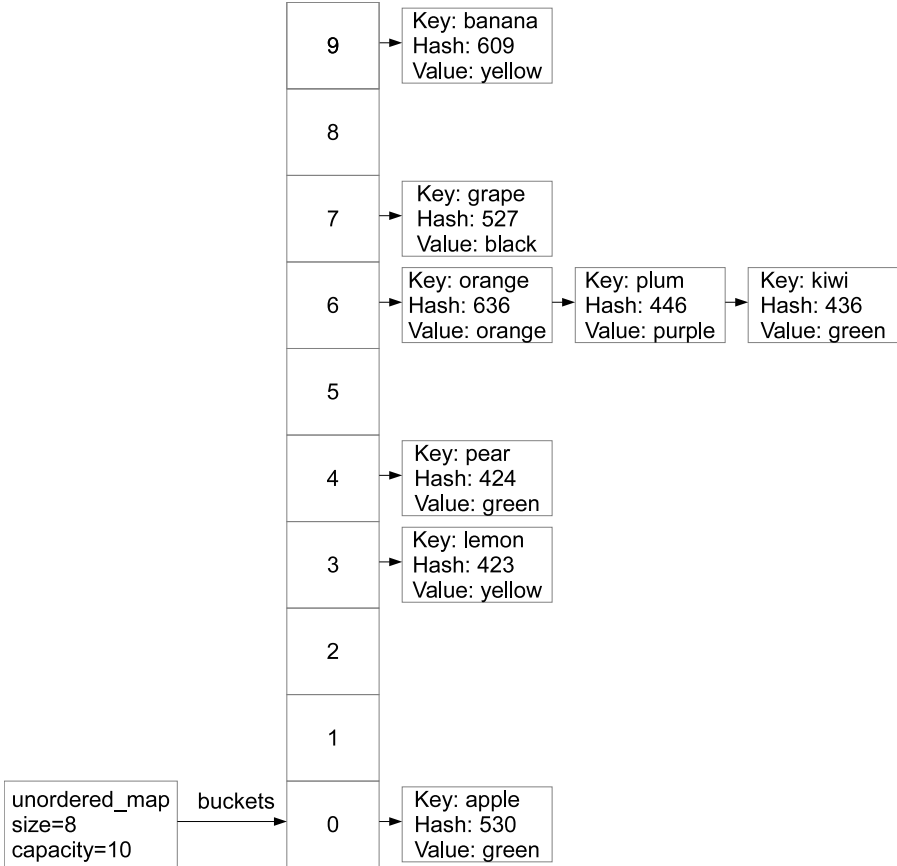 9
Key: banana
Hash: 609
Value: yellow
8
7
Key: grape
Hash: 527
Value: black
6
Key: orange
Hash: 636
Value: orange
Key: plum
Hash: 446
Value: purple
Key: kiwi
Hash: 436
Value: green
5
4
Key: pear
Hash: 424
Value: green
3
Key: lemon
Hash: 423
Value: yellow
2
1
unordered_map
size=8
capacity=10
buckets
0
Key: apple
Hash: 530
Value: green